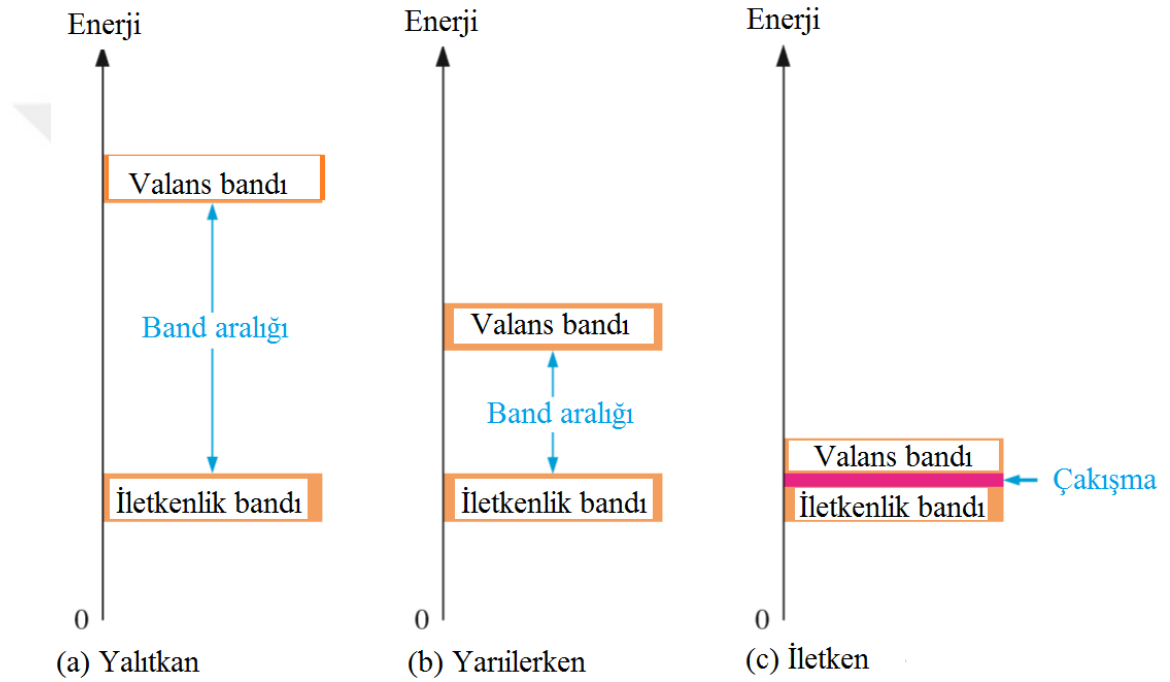 Enerji
Valans bandı
Band aralığı
İletkenlik bandı
0
(a) Yalıtkan
Enerji
Valans bandı
Band aralığı
İletkenlik bandı
0
(b) Yarıilerken
Enerji
Valans bandı
Çakışma
İletkenlik bandı
0
(c) İletken